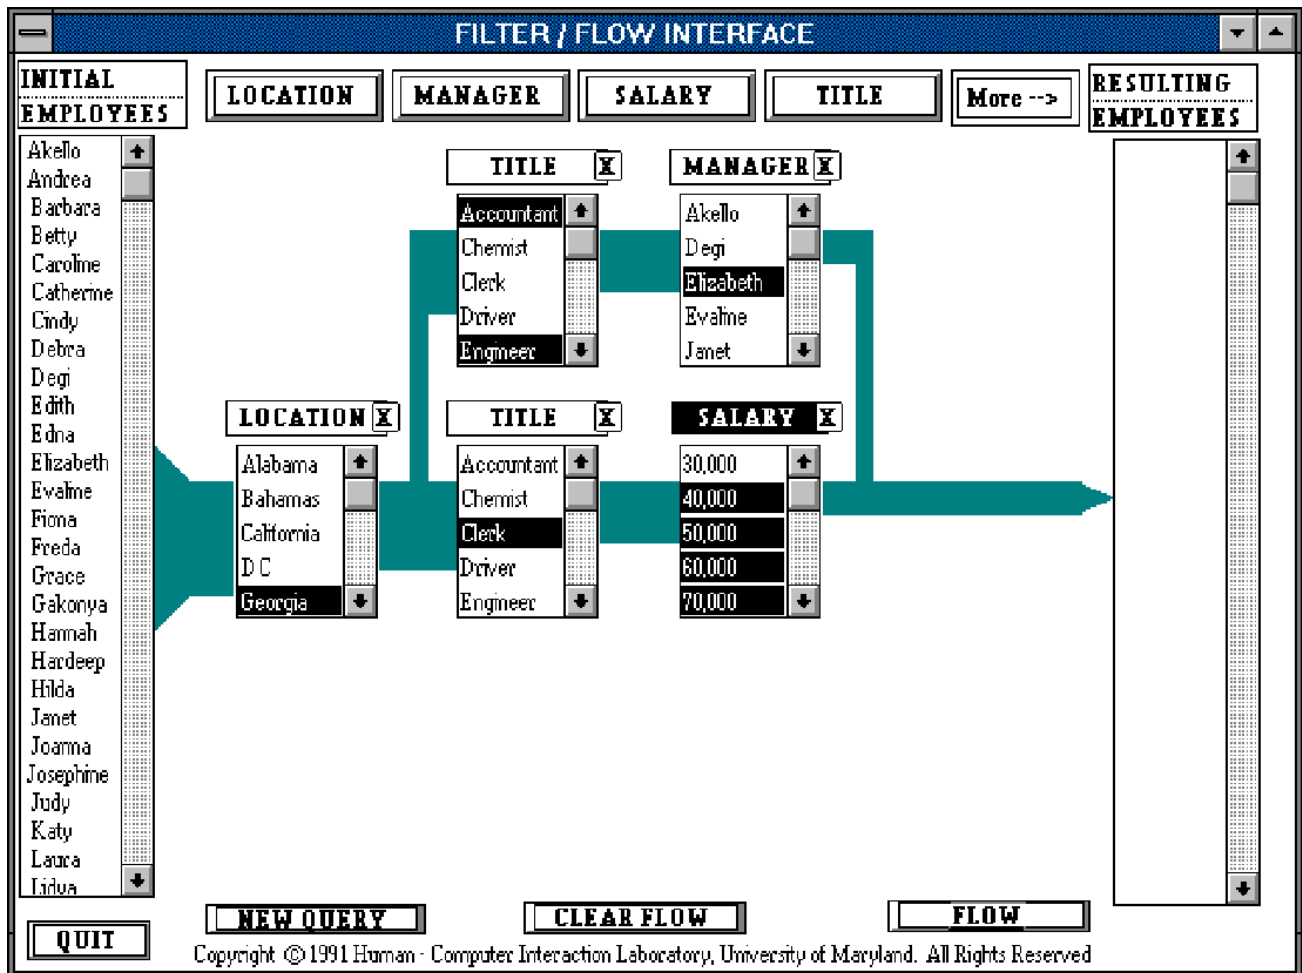 FILTER / FLOW INTERFACE
INITIAL
EMPLOYEES
LOCATION
MANAGER
SALARY
TITLE
More -->
RESULTING
EMPLOYEES
Akello
Andrea
Barbara
Betty
Caroline
Catherine
Cindy
Debra
Degi
Edith
Edna
Elizabeth
Evaline
Fiona
Freda
Grace
Gakonya
Hannah
Hardeep
Hilda
Janet
Joanna
Josephine
Judy
Katy
Laura
Lidya
TITLE X
Accountant
Chemist
Clerk
Driver
Engineer
MANAGER X
Akello
Degi
Elizabeth
Evaline
Janet
LOCATION X
Alabama
Bahamas
California
D C
Georgia
TITLE X
Accountant
Chemist
Clerk
Driver
Engineer
SALARY X
30,000
40,000
50,000
60,000
70,000
QUIT
NEW QUERY
CLEAR FLOW
FLOW
Copyright ©1991 Human - Computer Interaction Laboratory, University of Maryland. All Rights Reserved